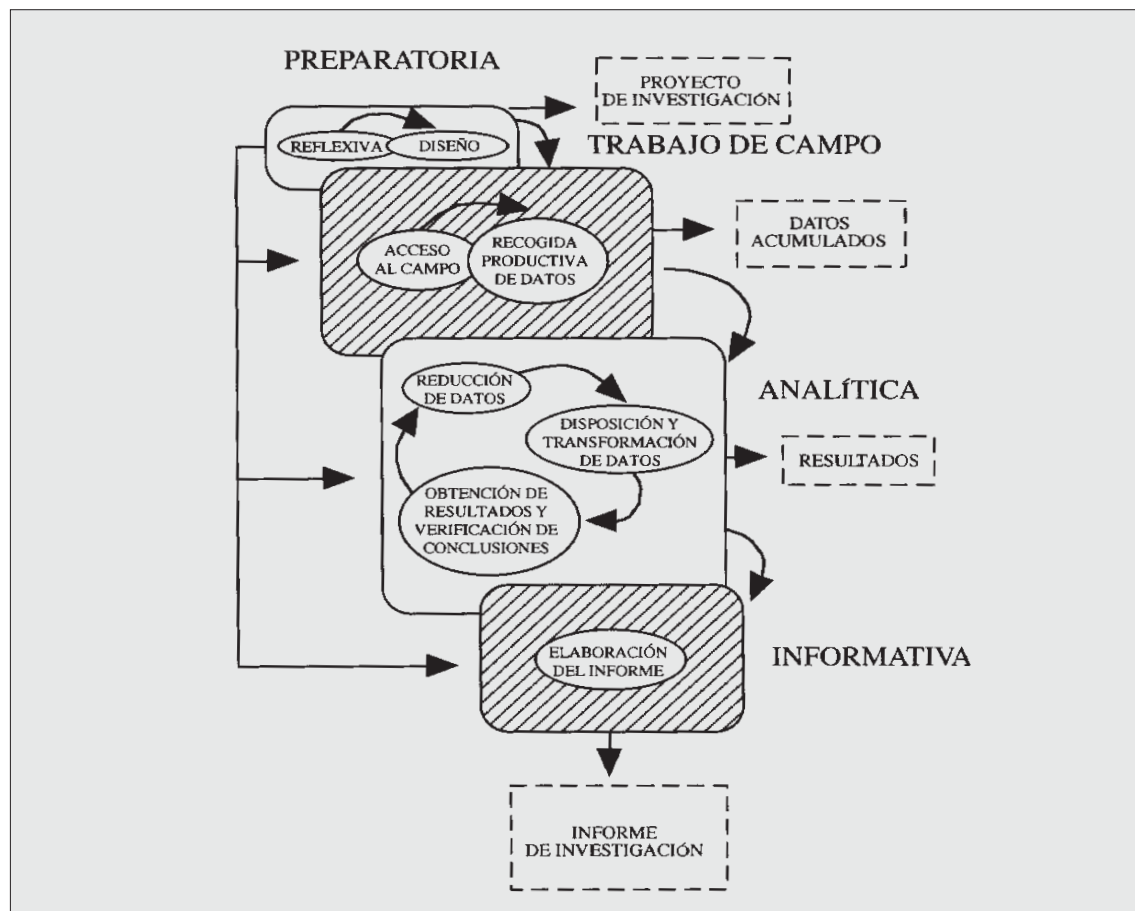 PREPARATORIA
PROYECTO
DE INVESTIGACIÓN
REFLEXIVA
DISEÑO
TRABAJO DE CAMPO
ACCESO
AL CAMPO
RECOGIDA
PRODUCTIVA
DE DATOS
DATOS
ACUMULADOS
REDUCCIÓN
DE DATOS
ANALÍTICA
DISPOSICIÓN Y
TRANSFORMACIÓN
DE DATOS
RESULTADOS
OBTENCIÓN DE
RESULTADOS Y
VERIFICACIÓN DE
CONCLUSIONES
ELABORACIÓN
DEL INFORME
INFORMATIVA
INFORME
DE INVESTIGACIÓN